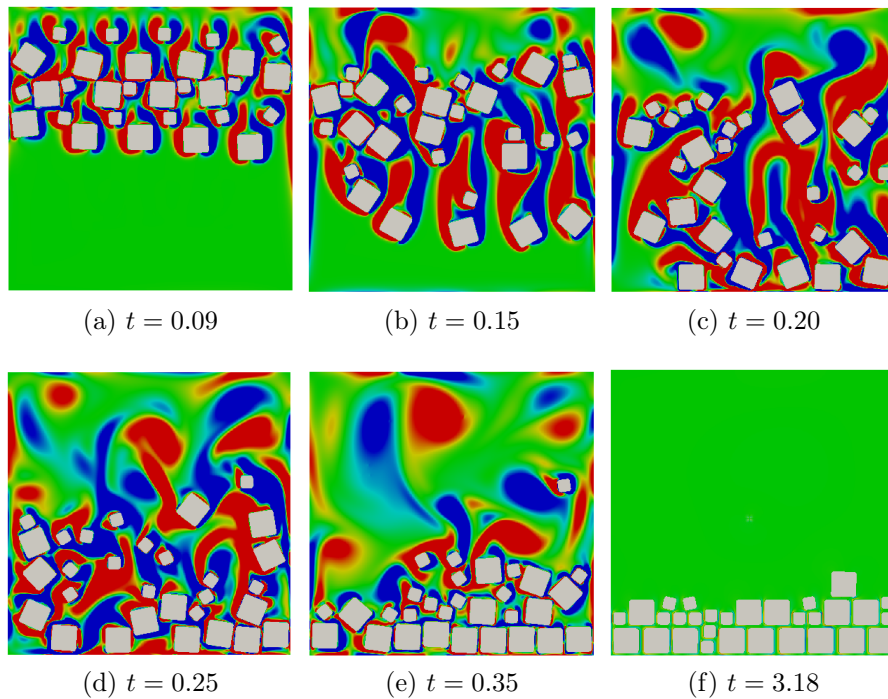 (a) t = 0.09
(b) t = 0.15
(c) t = 0.20
(d) t = 0.25
(e) t = 0.35
(f) t = 3.18